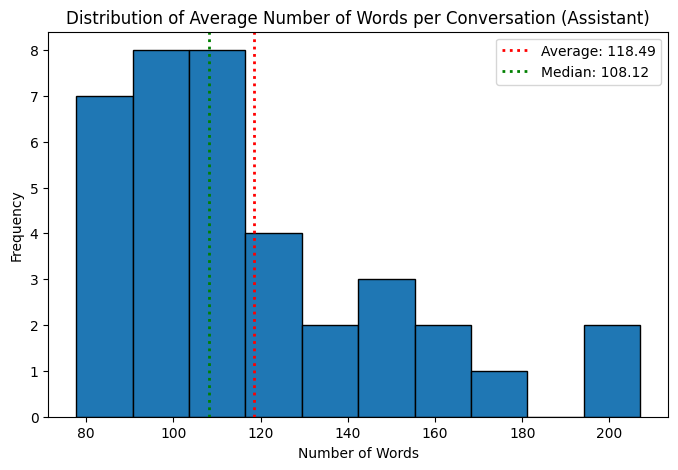 Distribution of Average Number of Words per Conversation (Assistant)
Average: 118.49
Median: 108.12
8
7
6
5
4
3
2
1
0
Frequency
80 100 120 140 160 180 200
Number of Words